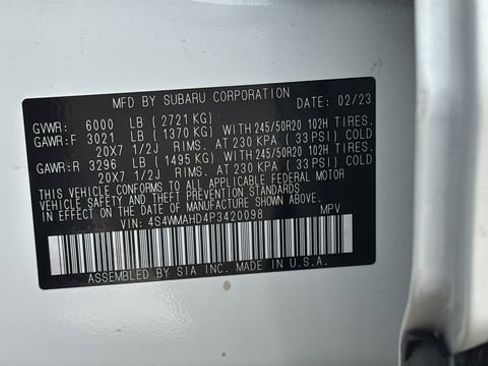 MFD BY SUBARU CORPORATION DATE: 02/23
GVWR: 6000 LB (2721 KG)
GAWR:F 3021 LB (1370 KG) WITH 245/50R20 102H TIRES.
20X7 1/2J RIMS. AT 230 KPA (33 PSI) COLD
GAWR:R 3296 LB (1495 KG) WITH 245/50R20 102H TIRES.
20X7 1/2J RIMS. AT 230 KPA (33 PSI) COLD
THIS VEHICLE CONFORMS TO ALL APPLICABLE FEDERAL MOTOR
VEHICLE SAFETY AND THEFT PREVENTION STANDARDS
IN EFFECT ON THE DATE OF MANUFACTURE SHOWN ABOVE.
VIN: 4S4WMAHD4P3420098 MPV
ASSEMBLED BY SIA INC. MADE IN U.S.A.